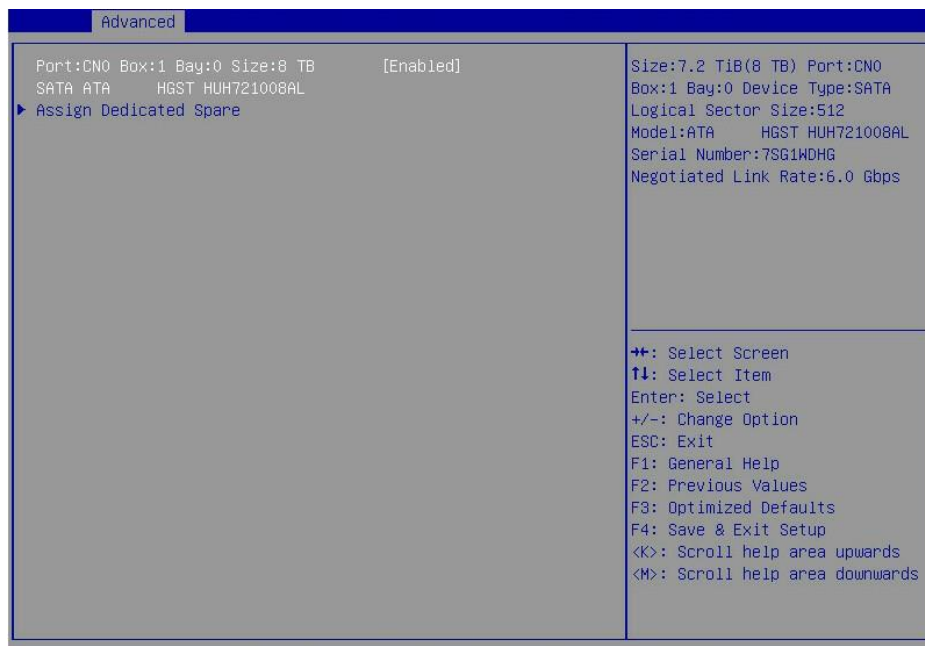 Advanced
Port:CN0 Box:1 Bay:0 Size:8 TB [Enabled]
SATA ATA HGST HUH721008AL
Assign Dedicated Spare
Size:7.2 TiB(8 TB) Port:CN0
Box:1 Bay:0 Device Type:SATA
Logical Sector Size:512
Model:ATA HGST HUH721008AL
Serial Number:7SG1WDHG
Negotiated Link Rate:6.0 Gbps
→←: Select Screen
↑↓: Select Item
Enter: Select
+/-: Change Option
ESC: Exit
F1: General Help
F2: Previous Values
F3: Optimized Defaults
F4: Save & Exit Setup
<K>: Scroll help area upwards
<M>: Scroll help area downwards